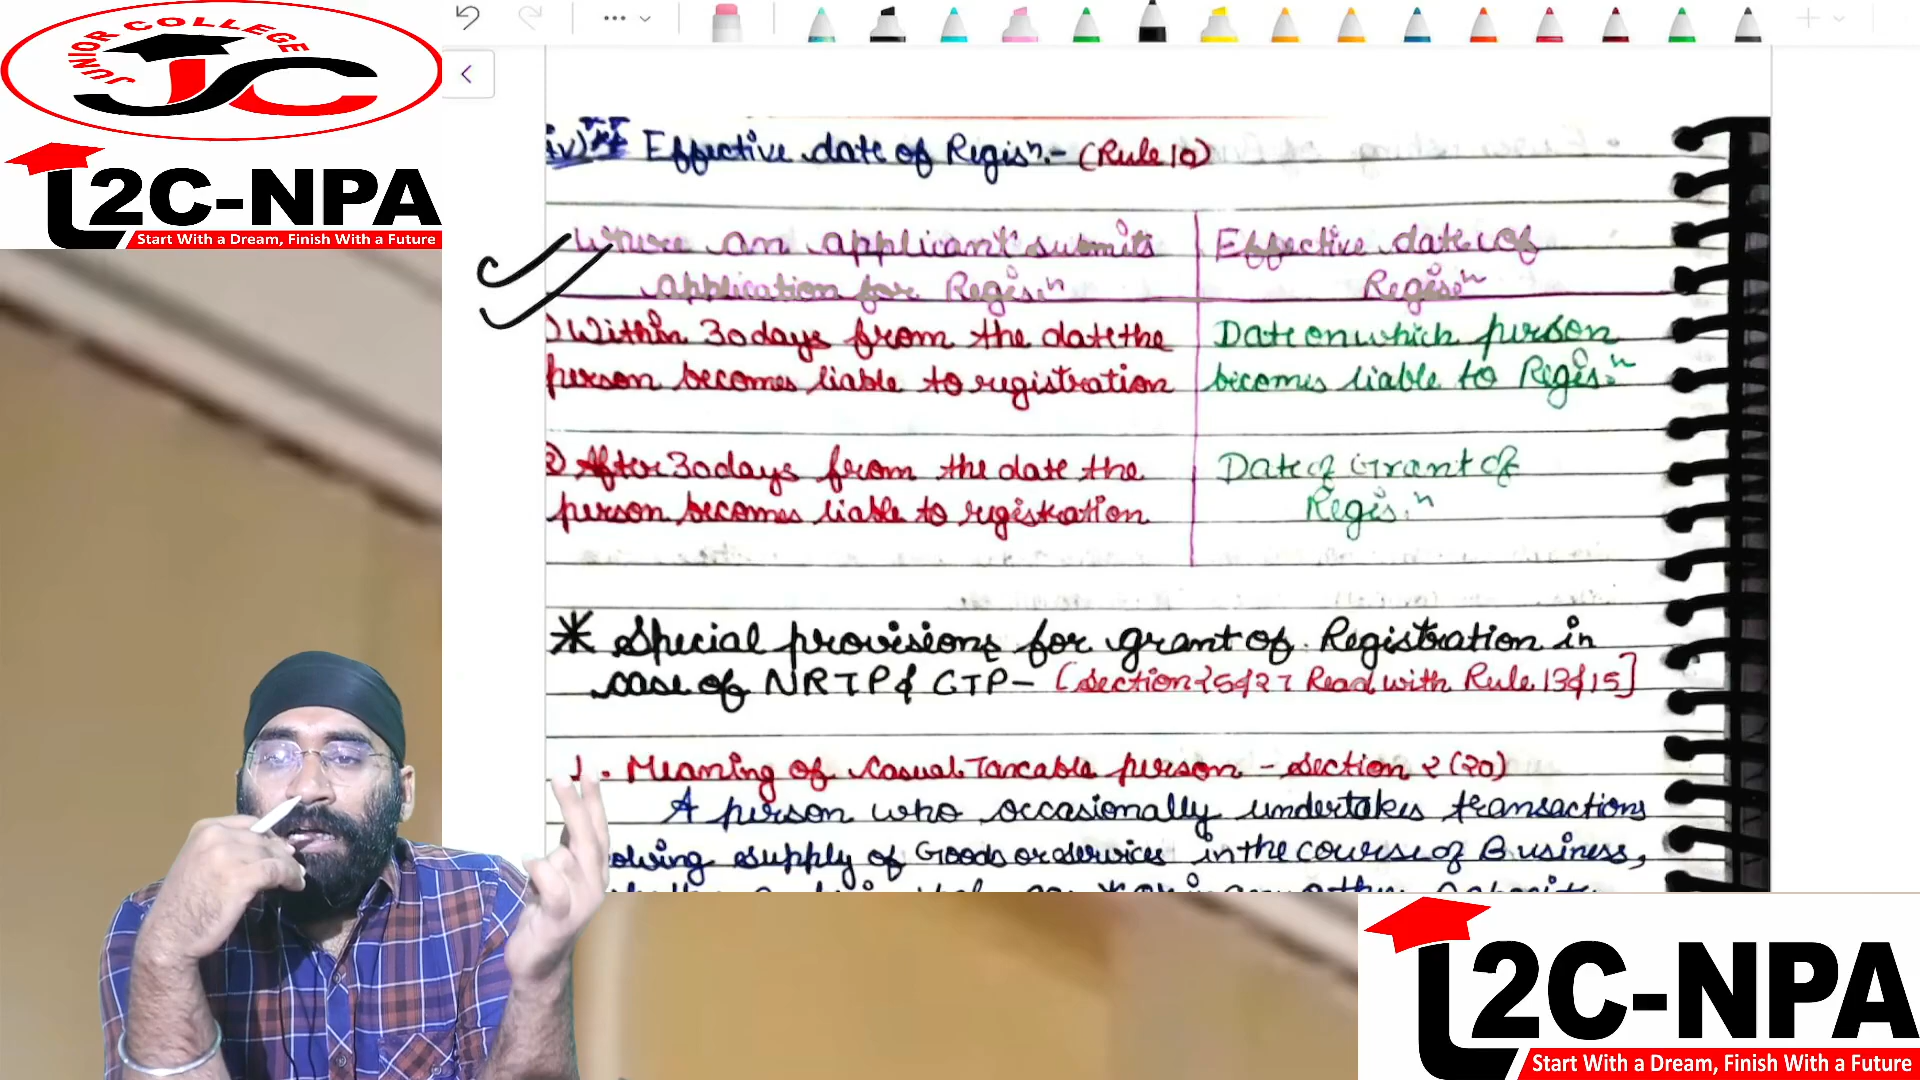 JUNIOR COLLEGE
JC
L2C-NPA
Start With a Dream, Finish With a Future
iv) ** Effective date of Regisⁿ.- (Rule 10)
Where an applicant submits
application for Regis.ⁿ
Effective date of
Regis.ⁿ
1) Within 30 days from the date the
person becomes liable to registration
Date on which person
becomes liable to Regis.ⁿ
2) After 30 days from the date the
person becomes liable to registration
Date of Grant of
Regis.ⁿ
* Special provisions for grant of Registration in
case of NRTP & CTP - [section 25 & 27 Read with Rule 13 & 15]
1. Meaning of Casual Taxable person - section 2 (20)
A person who occasionally undertakes transactions
olving supply of Goods or services in the course of Business,
L2C-NPA
Start With a Dream, Finish With a Future